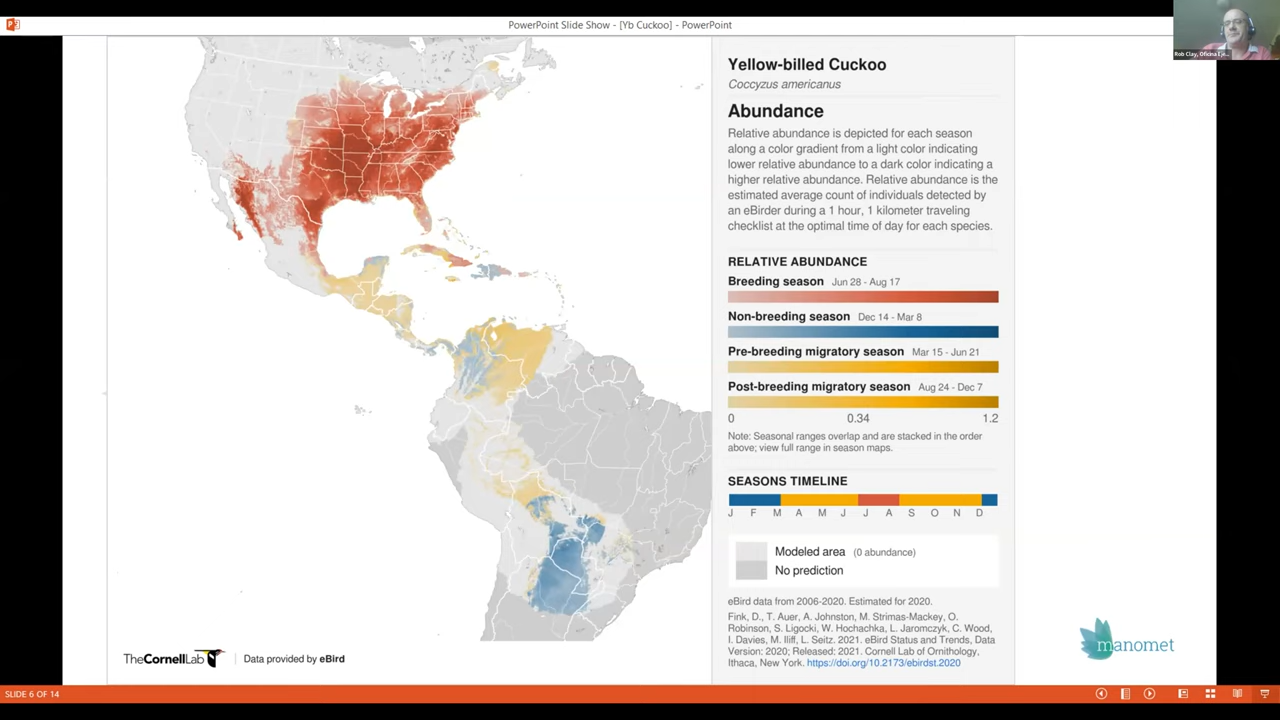 PowerPoint Slide Show - [Yb Cuckoo] - PowerPoint
Rob Clay, Oficina Eje...
Yellow-billed Cuckoo
Coccyzus americanus
Abundance
Relative abundance is depicted for each season
along a color gradient from a light color indicating
lower relative abundance to a dark color indicating a
higher relative abundance. Relative abundance is the
estimated average count of individuals detected by
an eBirder during a 1 hour, 1 kilometer traveling
checklist at the optimal time of day for each species.
RELATIVE ABUNDANCE
Breeding season Jun 28 - Aug 17
Non-breeding season Dec 14 - Mar 8
Pre-breeding migratory season Mar 15 - Jun 21
Post-breeding migratory season Aug 24 - Dec 7
0 0.34 1.2
Note: Seasonal ranges overlap and are stacked in the order
above; view full range in season maps.
SEASONS TIMELINE
J F M A M J J A S O N D
Modeled area (0 abundance)
No prediction
eBird data from 2006-2020. Estimated for 2020.
Fink, D., T. Auer, A. Johnston, M. Strimas-Mackey, O.
Robinson, S. Ligocki, W. Hochachka, L. Jaromczyk, C. Wood,
I. Davies, M. Iliff, L. Seitz. 2021. eBird Status and Trends, Data
Version: 2020; Released: 2021. Cornell Lab of Ornithology,
Ithaca, New York. https://doi.org/10.2173/ebirdst.2020
TheCornellLab
Data provided by eBird
manomet
SLIDE 6 OF 14